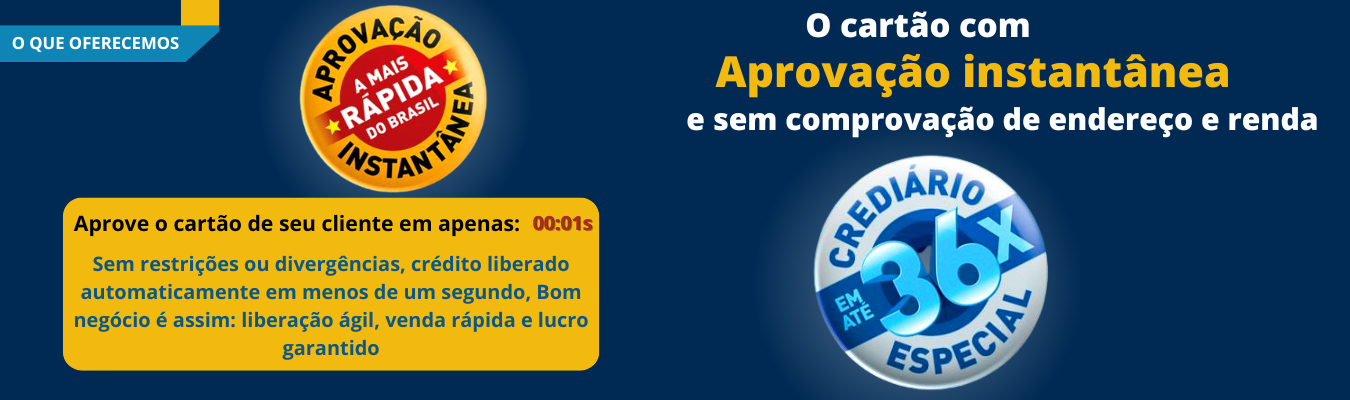 O QUE OFERECEMOS
APROVAÇÃO
A MAIS
RÁPIDA
DO BRASIL
INSTANTÂNEA
Aprove o cartão de seu cliente em apenas: 00:01s
Sem restrições ou divergências, crédito liberado
automaticamente em menos de um segundo, Bom
negócio é assim: liberação ágil, venda rápida e lucro
garantido
O cartão com
Aprovação instantânea
e sem comprovação de endereço e renda
CREDIÁRIO
EM
ATÉ
36X
ESPECIAL